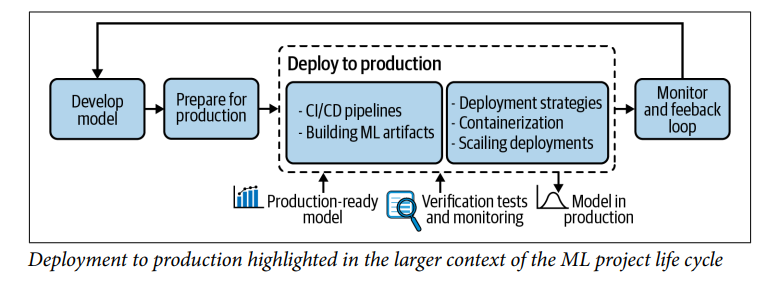 Deploy to production
Develop
model
Prepare for
production
- CI/CD pipelines
- Building ML artifacts
- Deployment strategies
- Containerization
- Scailing deployments
Monitor
and feeback
loop
Production-ready
model
Verification tests
and monitoring
Model in
production
Deployment to production highlighted in the larger context of the ML project life cycle